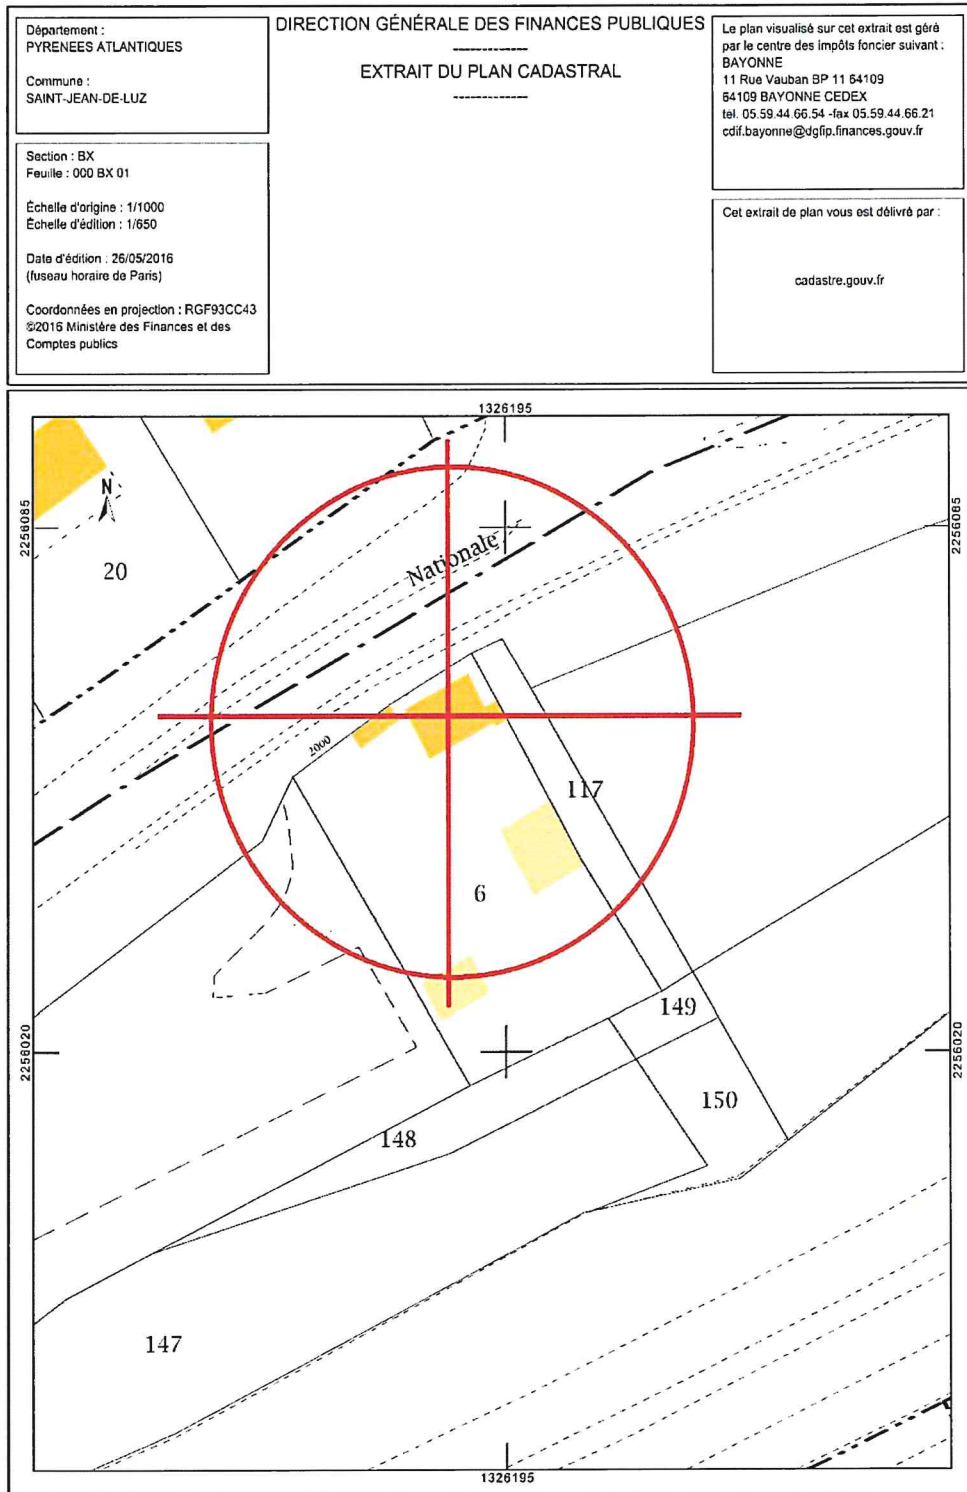 Département :
PYRENEES ATLANTIQUES
Commune :
SAINT-JEAN-DE-LUZ
Section : BX
Feuille : 000 BX 01
Échelle d'origine : 1/1000
Échelle d'édition : 1/650
Date d'édition : 26/05/2016
(fuseau horaire de Paris)
Coordonnées en projection : RGF93CC43
©2016 Ministère des Finances et des
Comptes publics
DIRECTION GÉNÉRALE DES FINANCES PUBLIQUES
-------------
EXTRAIT DU PLAN CADASTRAL
-------------
Le plan visualisé sur cet extrait est géré
par le centre des impôts foncier suivant :
BAYONNE
11 Rue Vauban BP 11 64109
64109 BAYONNE CEDEX
tél. 05.59.44.66.54 -fax 05.59.44.66.21
cdif.bayonne@dgfip.finances.gouv.fr
Cet extrait de plan vous est délivré par :
cadastre.gouv.fr
1326195
N
2256085
2256085
20
Nationale
2000
117
6
149
2256020
2256020
150
148
147
1326195